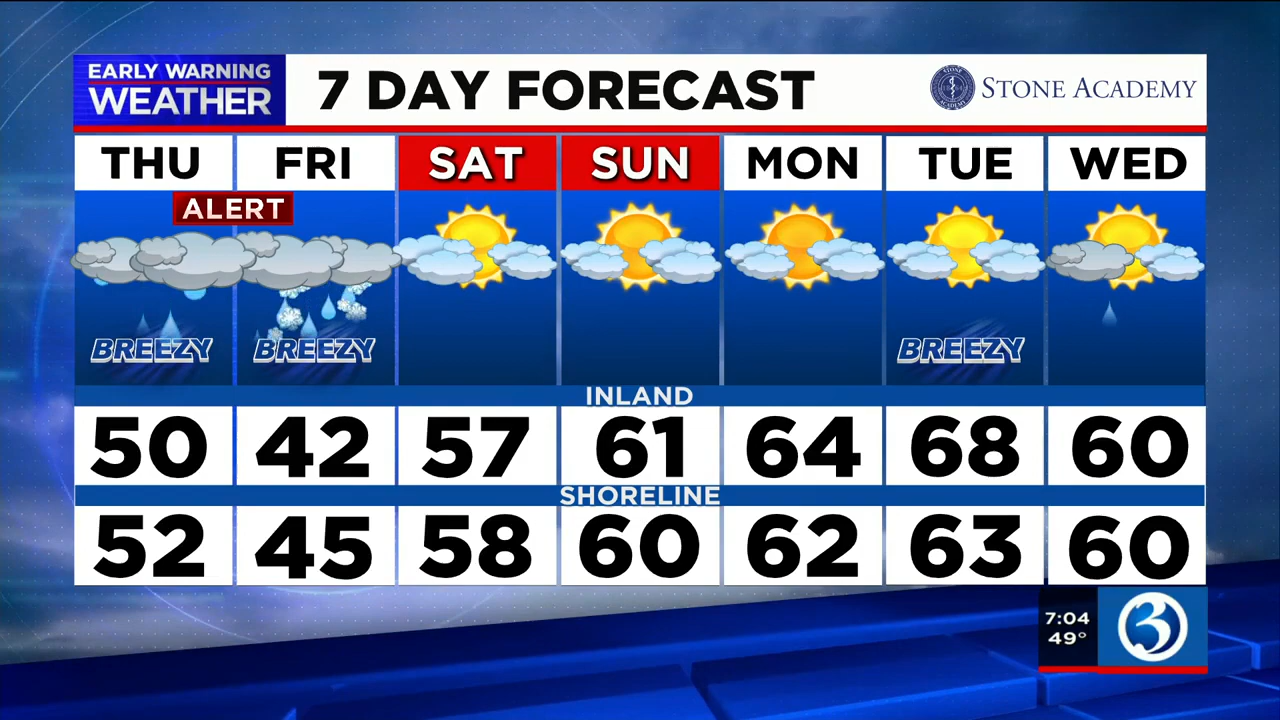 EARLY WARNING
WEATHER
7 DAY FORECAST
STONE ACADEMY
THU FRI SAT SUN MON TUE WED
ALERT
BREEZY BREEZY BREEZY
INLAND
50 42 57 61 64 68 60
SHORELINE
52 45 58 60 62 63 60
7:04
49°
3